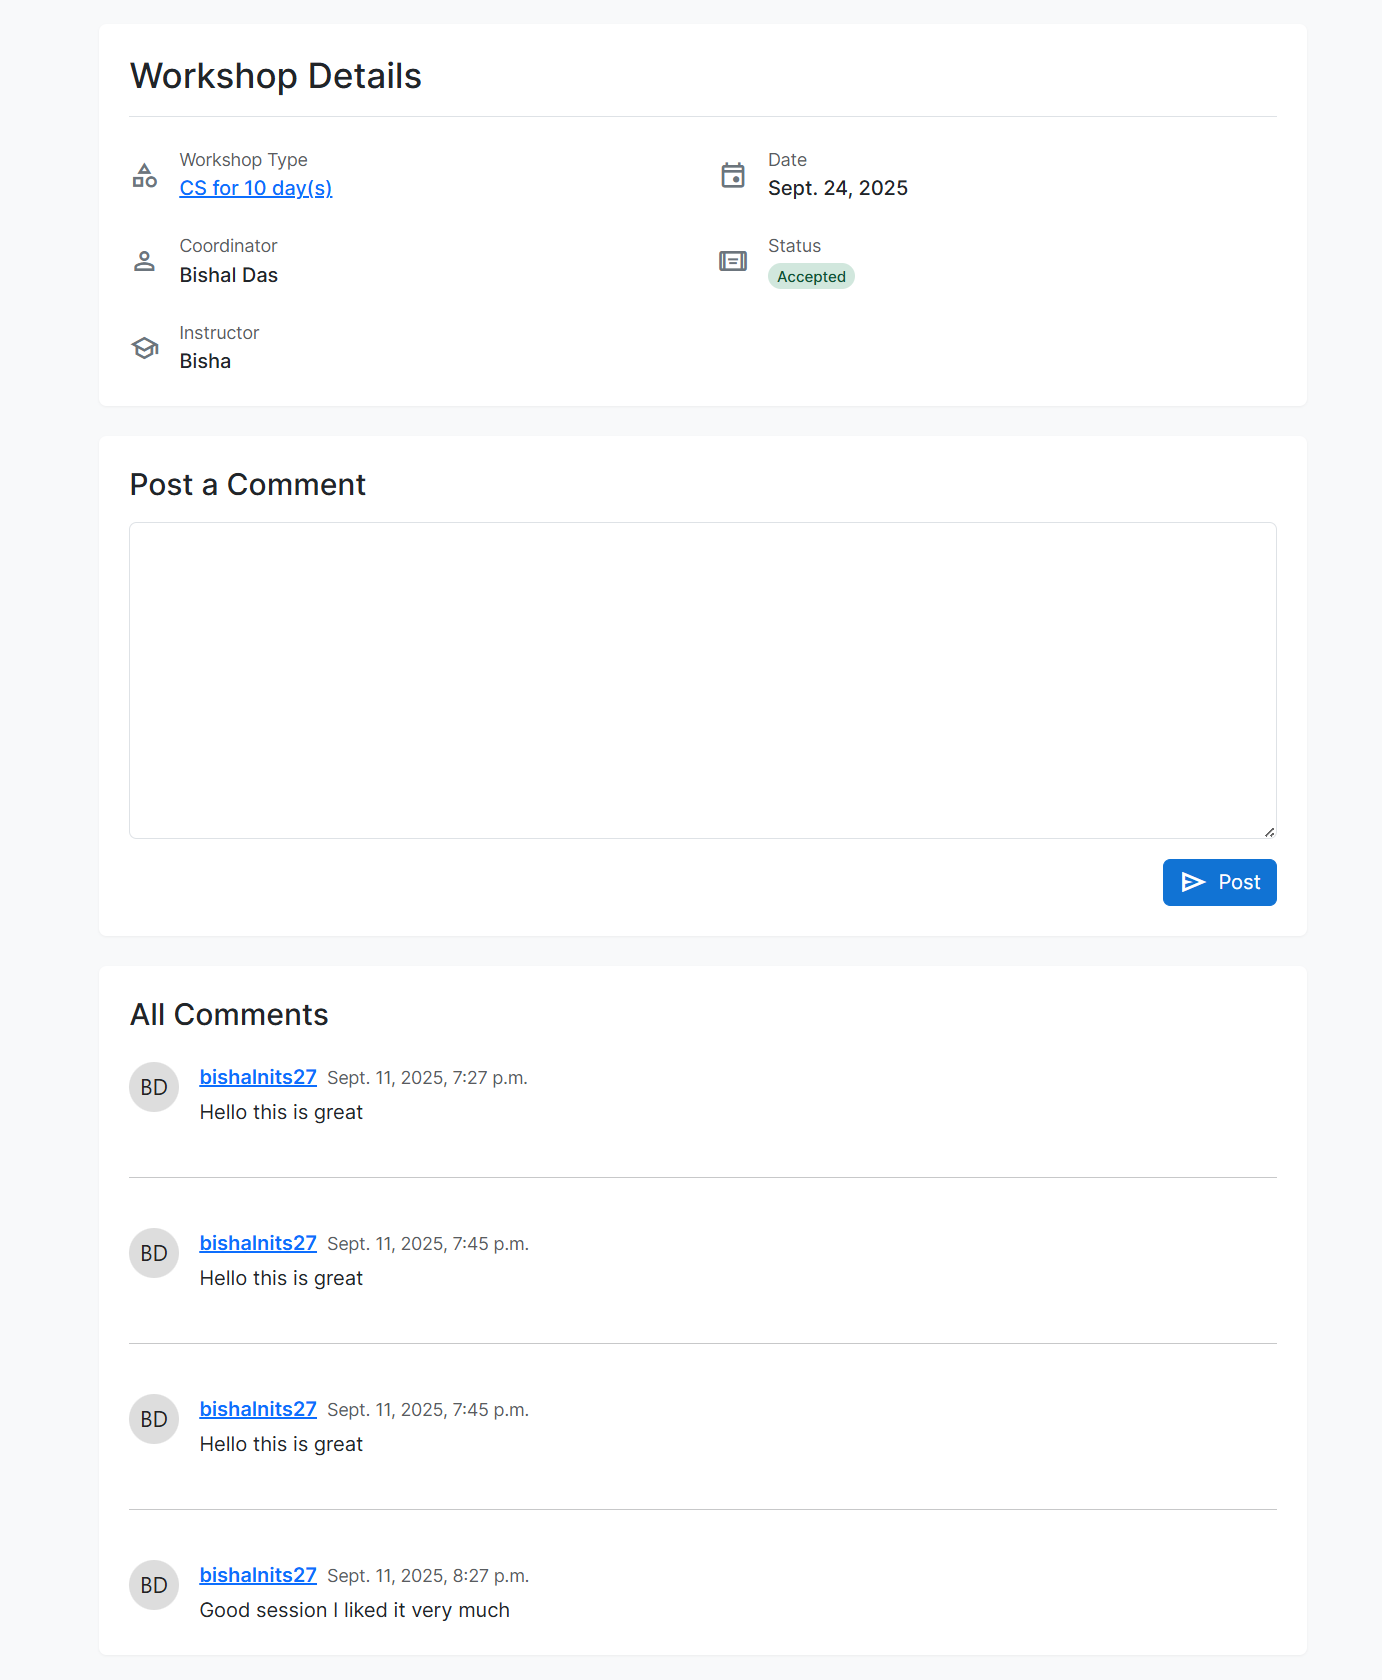 Workshop Details
Workshop Type
CS for 10 day(s)
Date
Sept. 24, 2025
Coordinator
Bishal Das
Status
Accepted
Instructor
Bisha
Post a Comment
Post
All Comments
BD
bishalnits27 Sept. 11, 2025, 7:27 p.m.
Hello this is great
BD
bishalnits27 Sept. 11, 2025, 7:45 p.m.
Hello this is great
BD
bishalnits27 Sept. 11, 2025, 7:45 p.m.
Hello this is great
BD
bishalnits27 Sept. 11, 2025, 8:27 p.m.
Good session I liked it very much